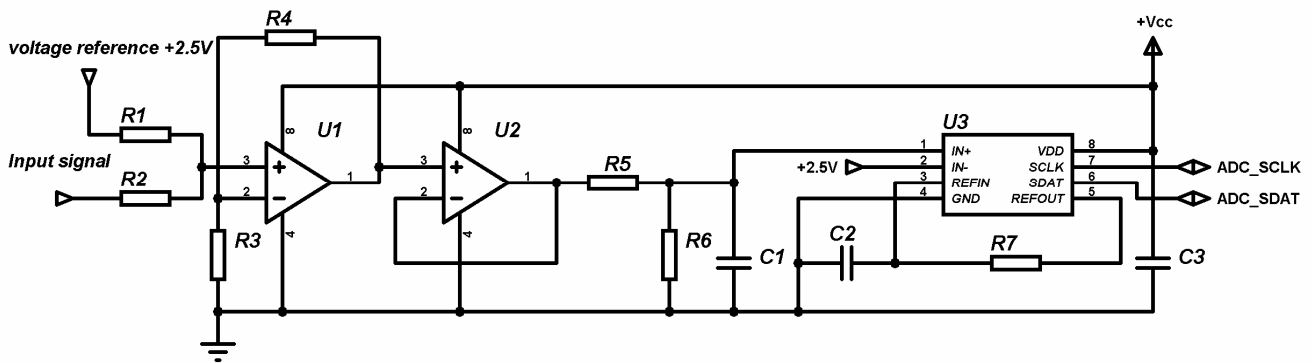 R4
+Vcc
voltage reference +2.5V
R1
8
U1
8
U2
U3
Input signal
3
1
3
1
R5
1 IN+ VDD 8
+2.5V 2 IN- SCLK 7 ADC_SCLK
3 REFIN SDAT 6
4 GND REFOUT 5 ADC_SDAT
R2
2
2
R3
4
4
R6
C1
C2
R7
C3